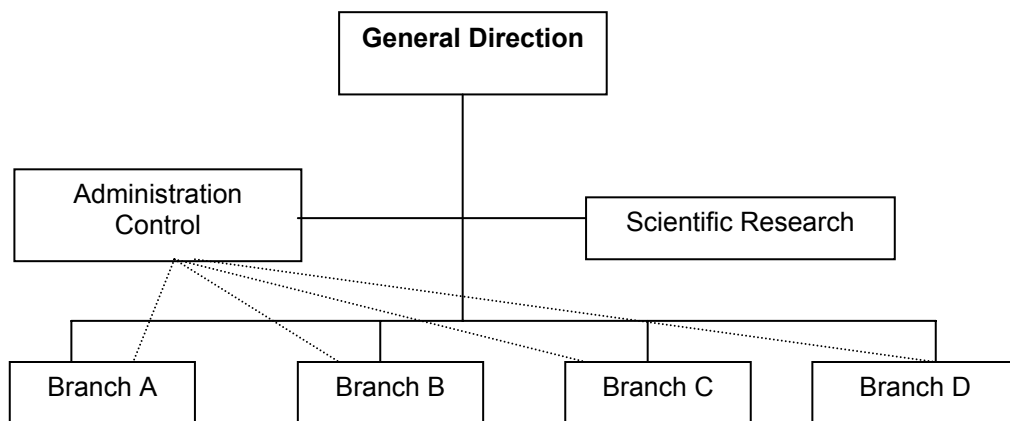 General Direction
Administration
Control
Scientific Research
Branch A
Branch B
Branch C
Branch D